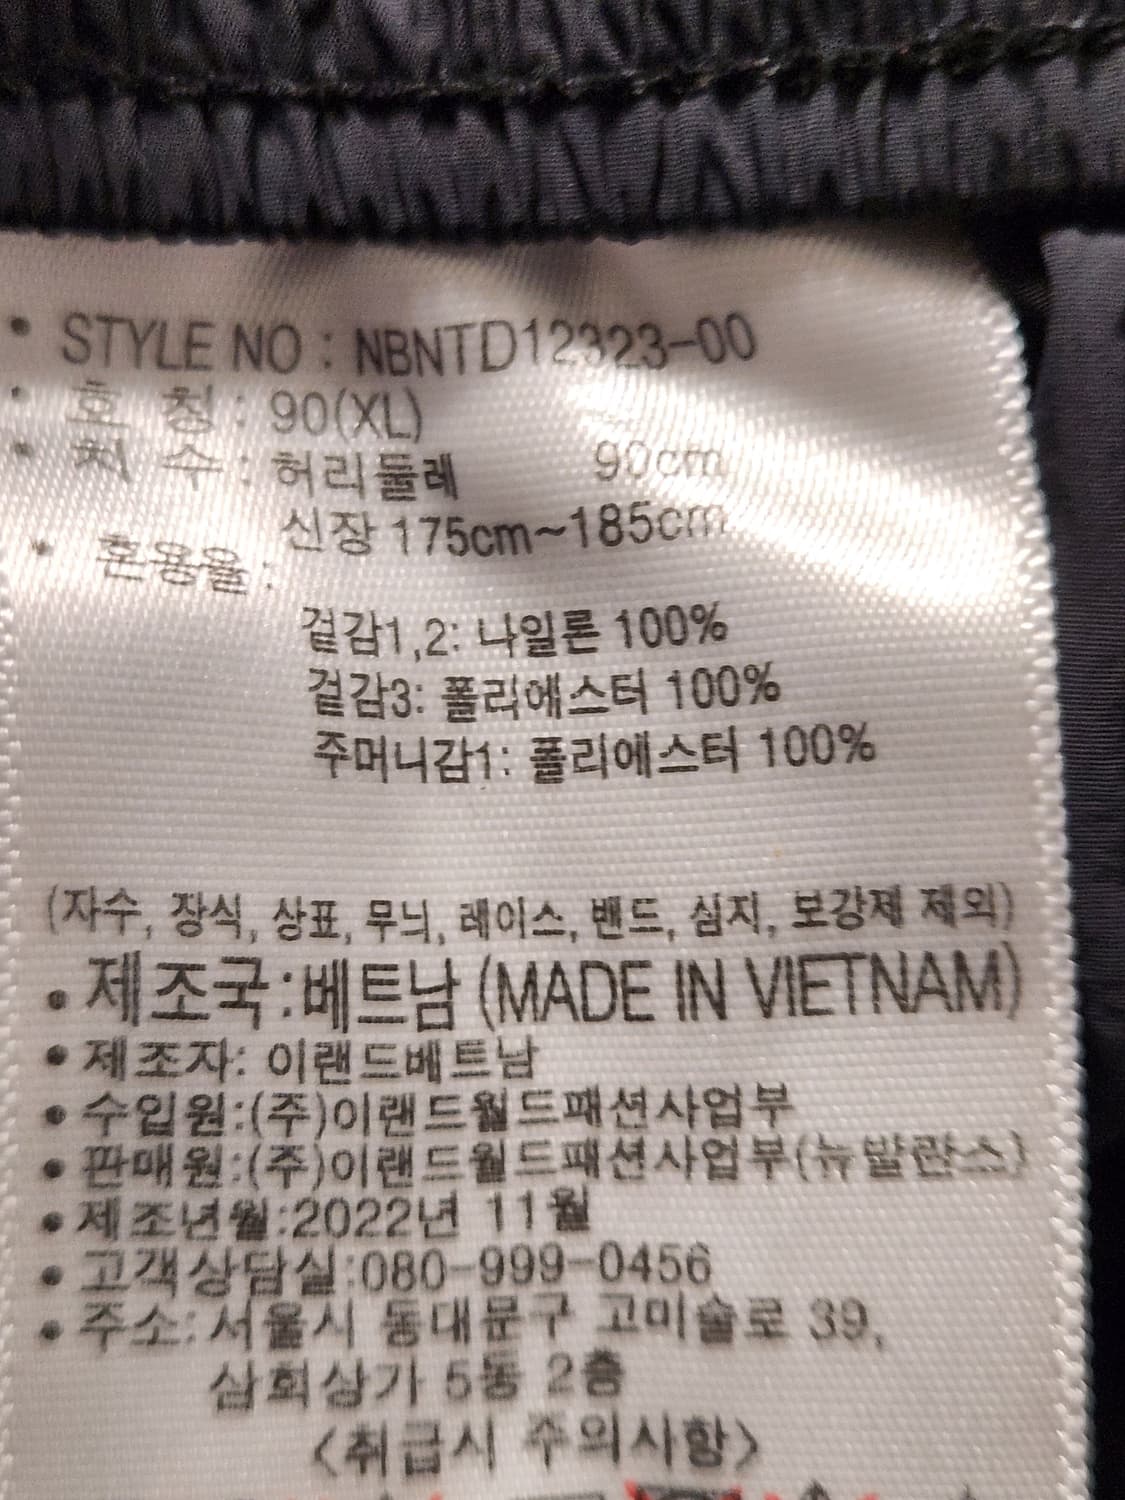 • STYLE NO : NBNTD12323-00
• 호 칭 : 90(XL)
• 치 수 : 허리둘레 90cm
신장 175cm~185cm
• 혼용율 :
겉감1,2: 나일론 100%
겉감3: 폴리에스터 100%
주머니감1: 폴리에스터 100%
(자수, 장식, 상표, 무늬, 레이스, 밴드, 심지, 보강제 제외)
• 제조국:베트남 (MADE IN VIETNAM)
• 제조자: 이랜드베트남
• 수입원:(주)이랜드월드패션사업부
• 판매원:(주)이랜드월드패션사업부(뉴발란스)
• 제조년월:2022년 11월
• 고객상담실:080-999-0456
• 주소:서울시 동대문구 고미술로 39,
삼희상가 5동 2층
<취급시 주의사항>